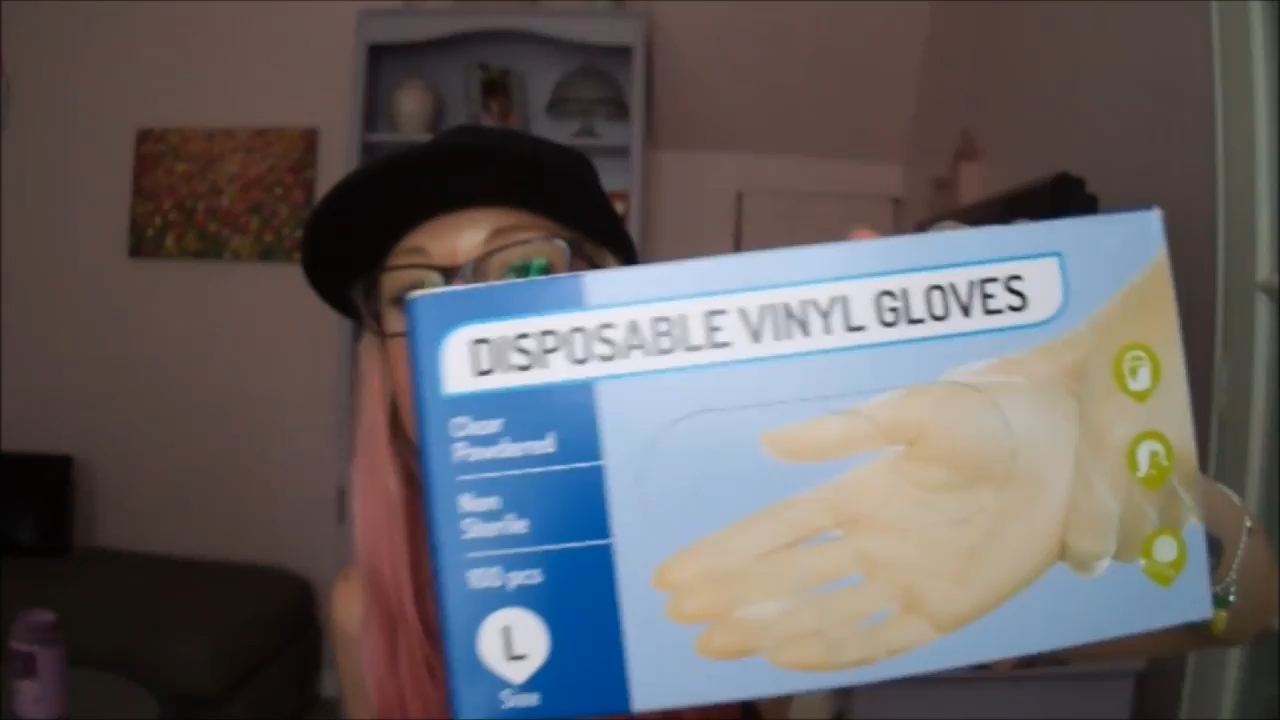 DISPOSABLE VINYL GLOVES
Clear
Powdered
Non
Sterile
100 pcs
L
Size